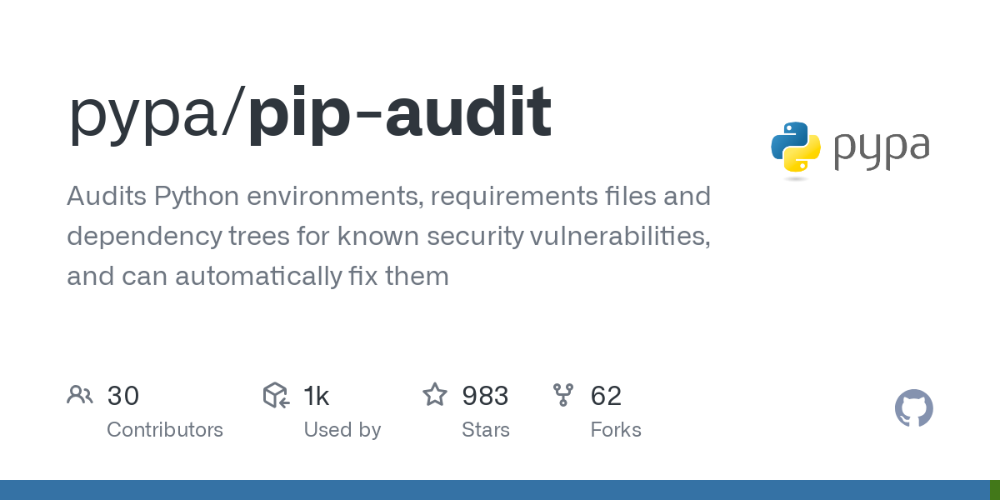 pypa/pip-audit
pypa
Audits Python environments, requirements files and
dependency trees for known security vulnerabilities,
and can automatically fix them
30
Contributors
1k
Used by
983
Stars
62
Forks